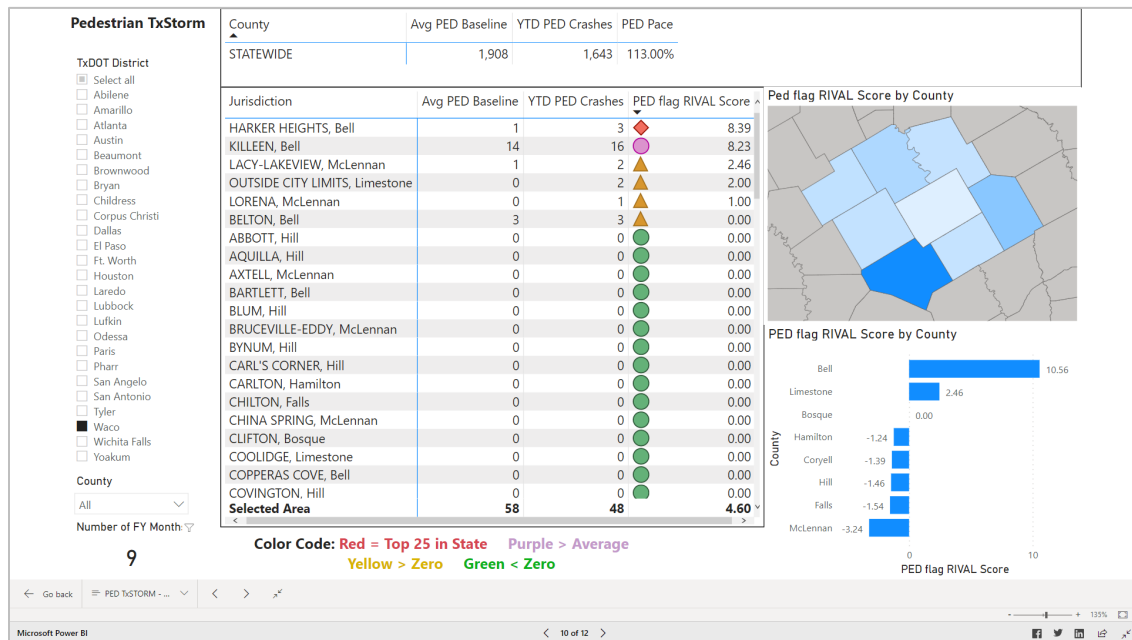 Pedestrian TxStorm
TxDOT District
Select all
Abilene
Amarillo
Atlanta
Austin
Beaumont
Brownwood
Bryan
Childress
Corpus Christi
Dallas
El Paso
Ft. Worth
Houston
Laredo
Lubbock
Lufkin
Odessa
Paris
Pharr
San Angelo
San Antonio
Tyler
Waco
Wichita Falls
Yoakum
County
All
Number of FY Month
9
County Avg PED Baseline YTD PED Crashes PED Pace
STATEWIDE 1,908 1,643 113.00%
Jurisdiction Avg PED Baseline YTD PED Crashes PED flag RIVAL Score
HARKER HEIGHTS, Bell 1 3 8.39
KILLEEN, Bell 14 16 8.23
LACY-LAKEVIEW, McLennan 1 2 2.46
OUTSIDE CITY LIMITS, Limestone 0 2 2.00
LORENA, McLennan 0 1 1.00
BELTON, Bell 3 3 0.00
ABBOTT, Hill 0 0 0.00
AQUILLA, Hill 0 0 0.00
AXTELL, McLennan 0 0 0.00
BARTLETT, Bell 0 0 0.00
BLUM, Hill 0 0 0.00
BRUCEVILLE-EDDY, McLennan 0 0 0.00
BYNUM, Hill 0 0 0.00
CARL'S CORNER, Hill 0 0 0.00
CARLTON, Hamilton 0 0 0.00
CHILTON, Falls 0 0 0.00
CHINA SPRING, McLennan 0 0 0.00
CLIFTON, Bosque 0 0 0.00
COOLIDGE, Limestone 0 0 0.00
COPPERAS COVE, Bell 0 0 0.00
COVINGTON, Hill 0 0 0.00
Selected Area 58 48 4.60
Color Code: Red = Top 25 in State Purple > Average
Yellow > Zero Green < Zero
Ped flag RIVAL Score by County
PED flag RIVAL Score by County
County
Bell 10.56
Limestone 2.46
Bosque 0.00
Hamilton -1.24
Coryell -1.39
Hill -1.46
Falls -1.54
McLennan -3.24
0 10
PED flag RIVAL Score
Go back PED TxSTORM - ...
- + 135%
Microsoft Power BI 10 of 12